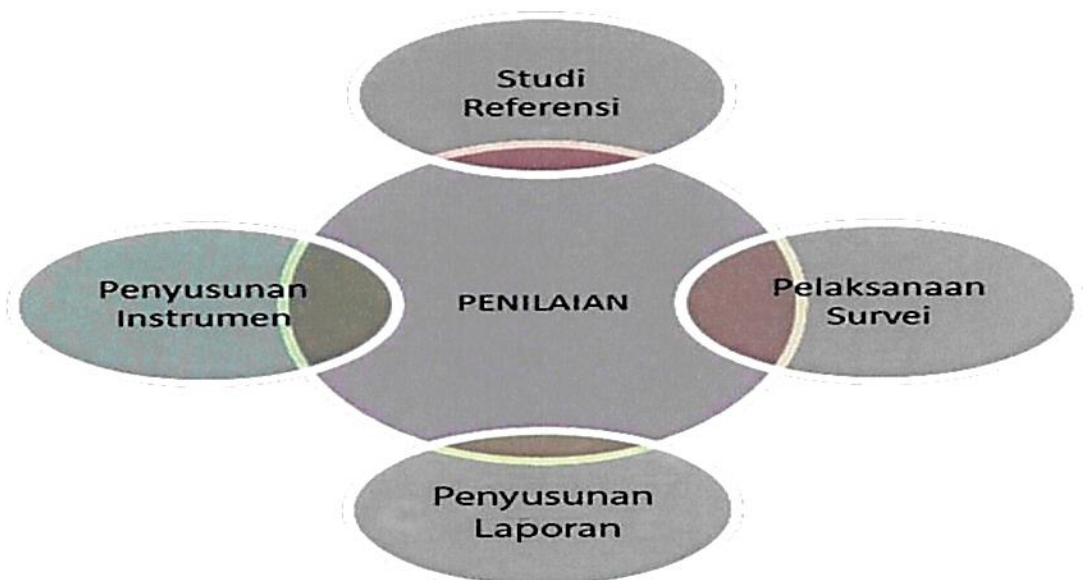 Studi
Referensi
Penyusunan
Instrumen
PENILAIAN
Pelaksanaan
Survei
Penyusunan
Laporan